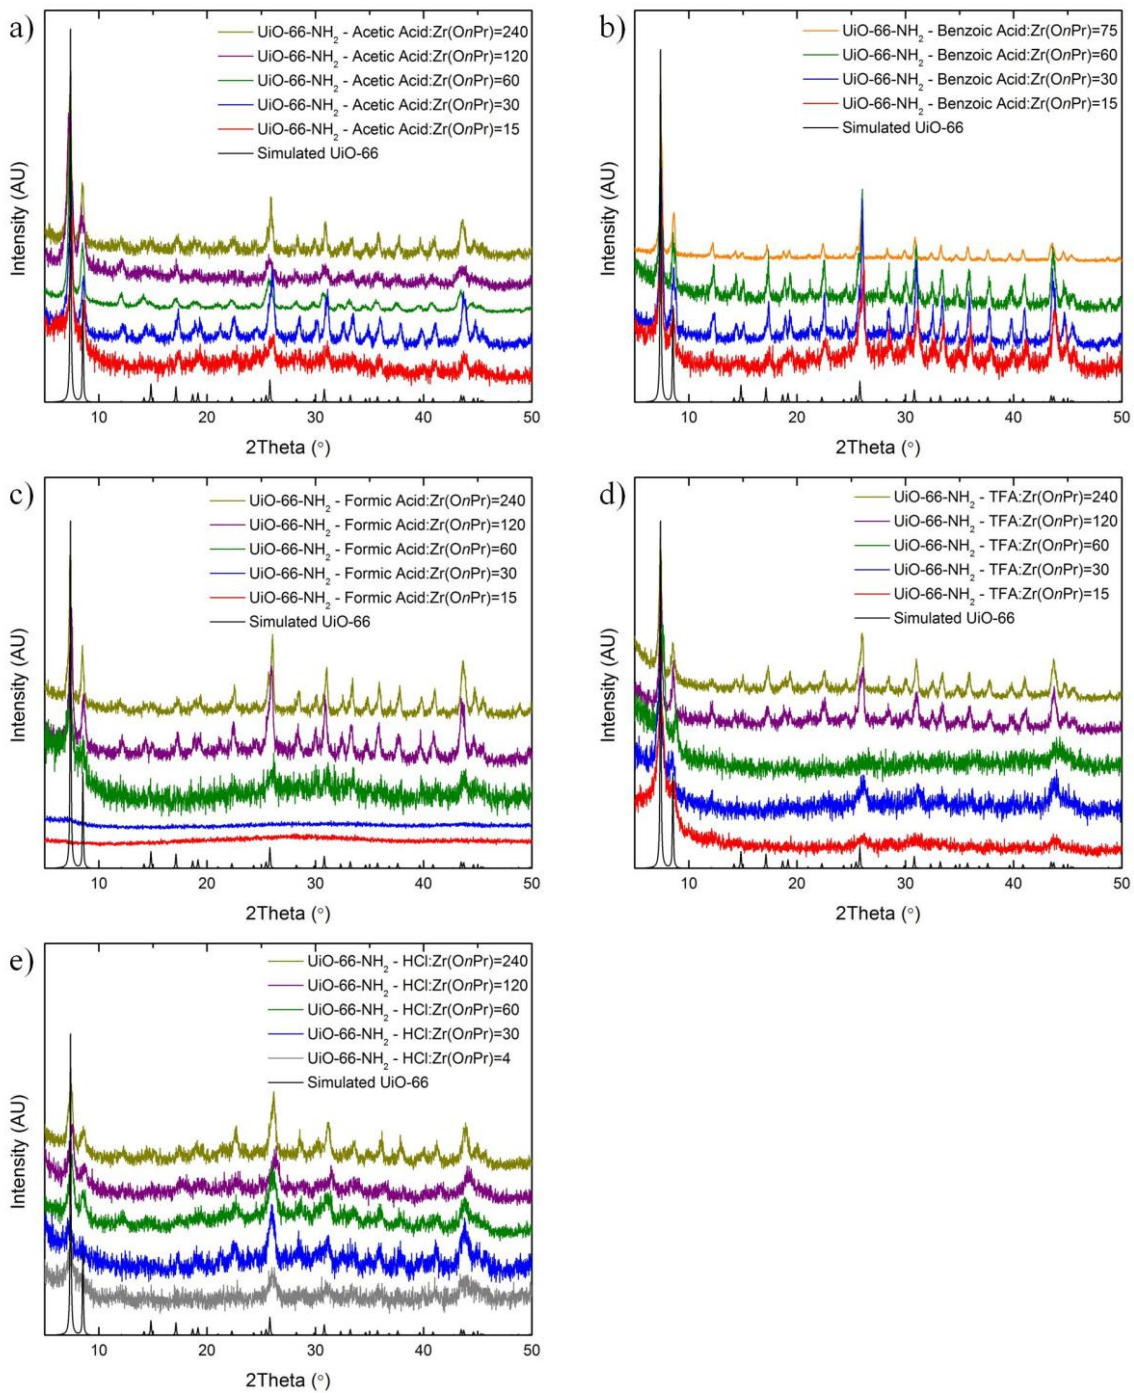 a)
UiO-66-NH2 - Acetic Acid:Zr(OnPr)=240
UiO-66-NH2 - Acetic Acid:Zr(OnPr)=120
UiO-66-NH2 - Acetic Acid:Zr(OnPr)=60
UiO-66-NH2 - Acetic Acid:Zr(OnPr)=30
UiO-66-NH2 - Acetic Acid:Zr(OnPr)=15
Simulated UiO-66
Intensity (AU)
10 20 30 40 50
2Theta (°)
b)
UiO-66-NH2 - Benzoic Acid:Zr(OnPr)=75
UiO-66-NH2 - Benzoic Acid:Zr(OnPr)=60
UiO-66-NH2 - Benzoic Acid:Zr(OnPr)=30
UiO-66-NH2 - Benzoic Acid:Zr(OnPr)=15
Simulated UiO-66
Intensity (AU)
10 20 30 40 50
2Theta (°)
c)
UiO-66-NH2 - Formic Acid:Zr(OnPr)=240
UiO-66-NH2 - Formic Acid:Zr(OnPr)=120
UiO-66-NH2 - Formic Acid:Zr(OnPr)=60
UiO-66-NH2 - Formic Acid:Zr(OnPr)=30
UiO-66-NH2 - Formic Acid:Zr(OnPr)=15
Simulated UiO-66
Intensity (AU)
10 20 30 40 50
2Theta (°)
d)
UiO-66-NH2 - TFA:Zr(OnPr)=240
UiO-66-NH2 - TFA:Zr(OnPr)=120
UiO-66-NH2 - TFA:Zr(OnPr)=60
UiO-66-NH2 - TFA:Zr(OnPr)=30
UiO-66-NH2 - TFA:Zr(OnPr)=15
Simulated UiO-66
Intensity (AU)
10 20 30 40 50
2Theta (°)
e)
UiO-66-NH2 - HCl:Zr(OnPr)=240
UiO-66-NH2 - HCl:Zr(OnPr)=120
UiO-66-NH2 - HCl:Zr(OnPr)=60
UiO-66-NH2 - HCl:Zr(OnPr)=30
UiO-66-NH2 - HCl:Zr(OnPr)=4
Simulated UiO-66
Intensity (AU)
10 20 30 40 50
2Theta (°)